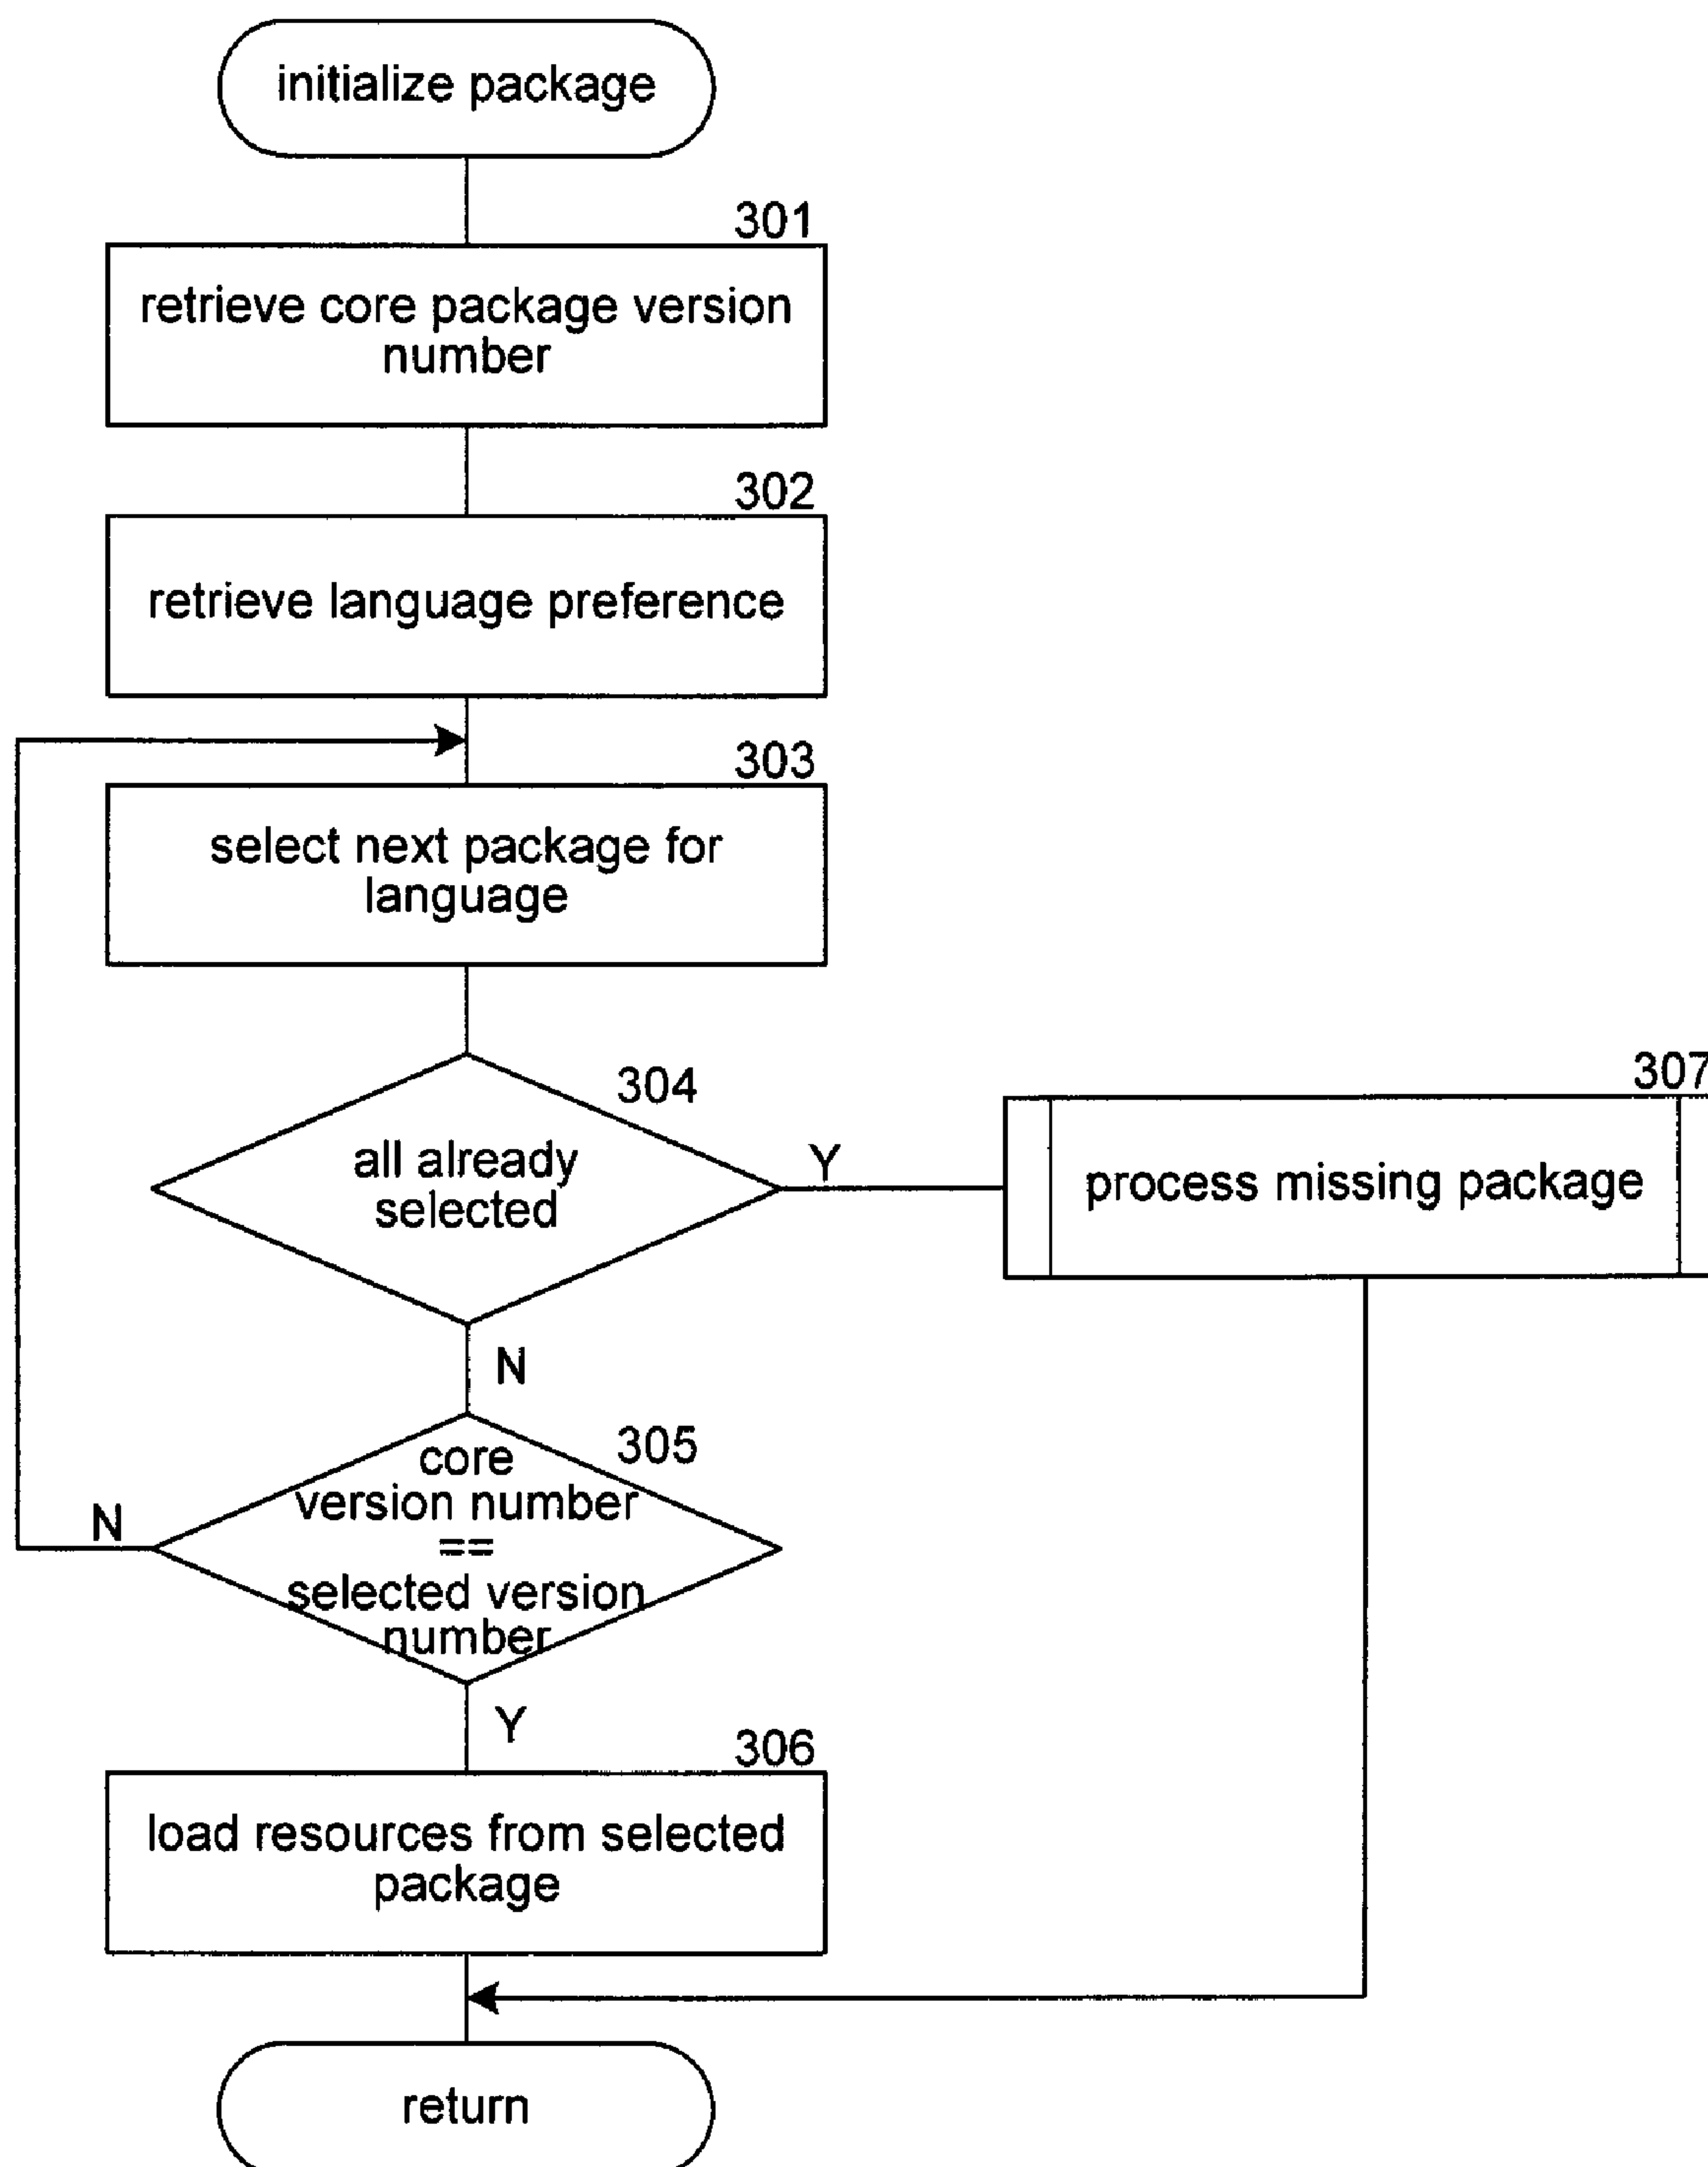 initialize package
301
retrieve core package version
number
302
retrieve language preference
303
select next package for
language
304
all already
selected
Y
307
process missing package
N
305
core
version number
==
selected version
number
N
Y
306
load resources from selected
package
return